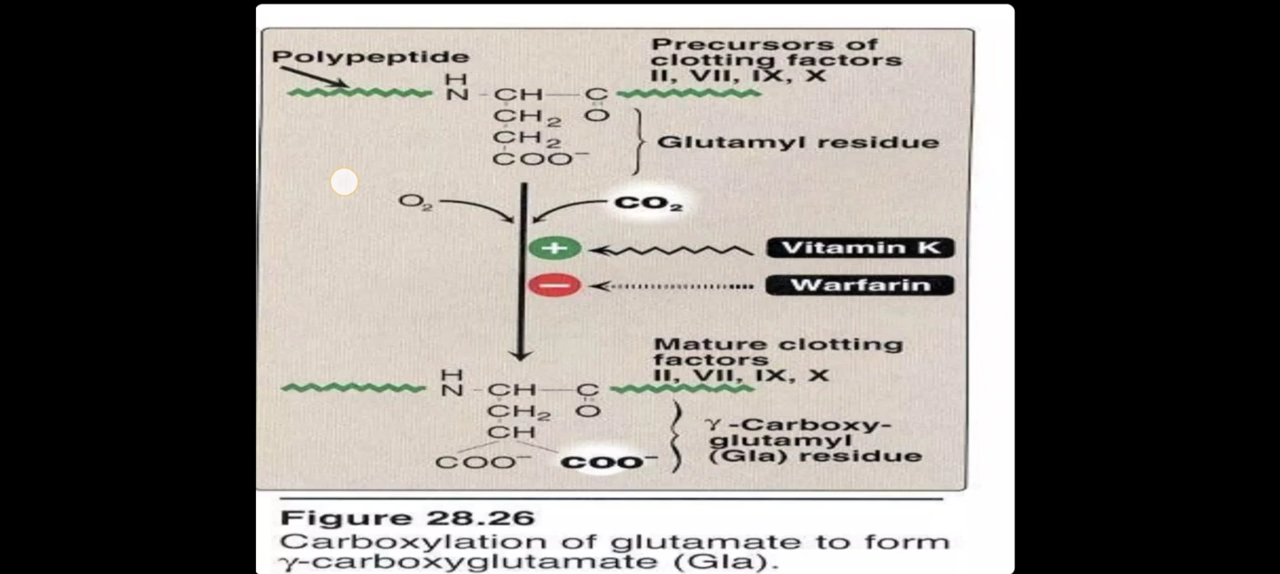 Polypeptide
Precursors of
clotting factors
II, VII, IX, X
H
N CH C
CH2 O
CH2
COO−
Glutamyl residue
O2
CO2
+
Vitamin K
−
Warfarin
Mature clotting
factors
II, VII, IX, X
H
N CH C
CH2 O
CH
COO− COO−
γ-Carboxy-
glutamyl
(Gla) residue
Figure 28.26
Carboxylation of glutamate to form
γ-carboxyglutamate (Gla).